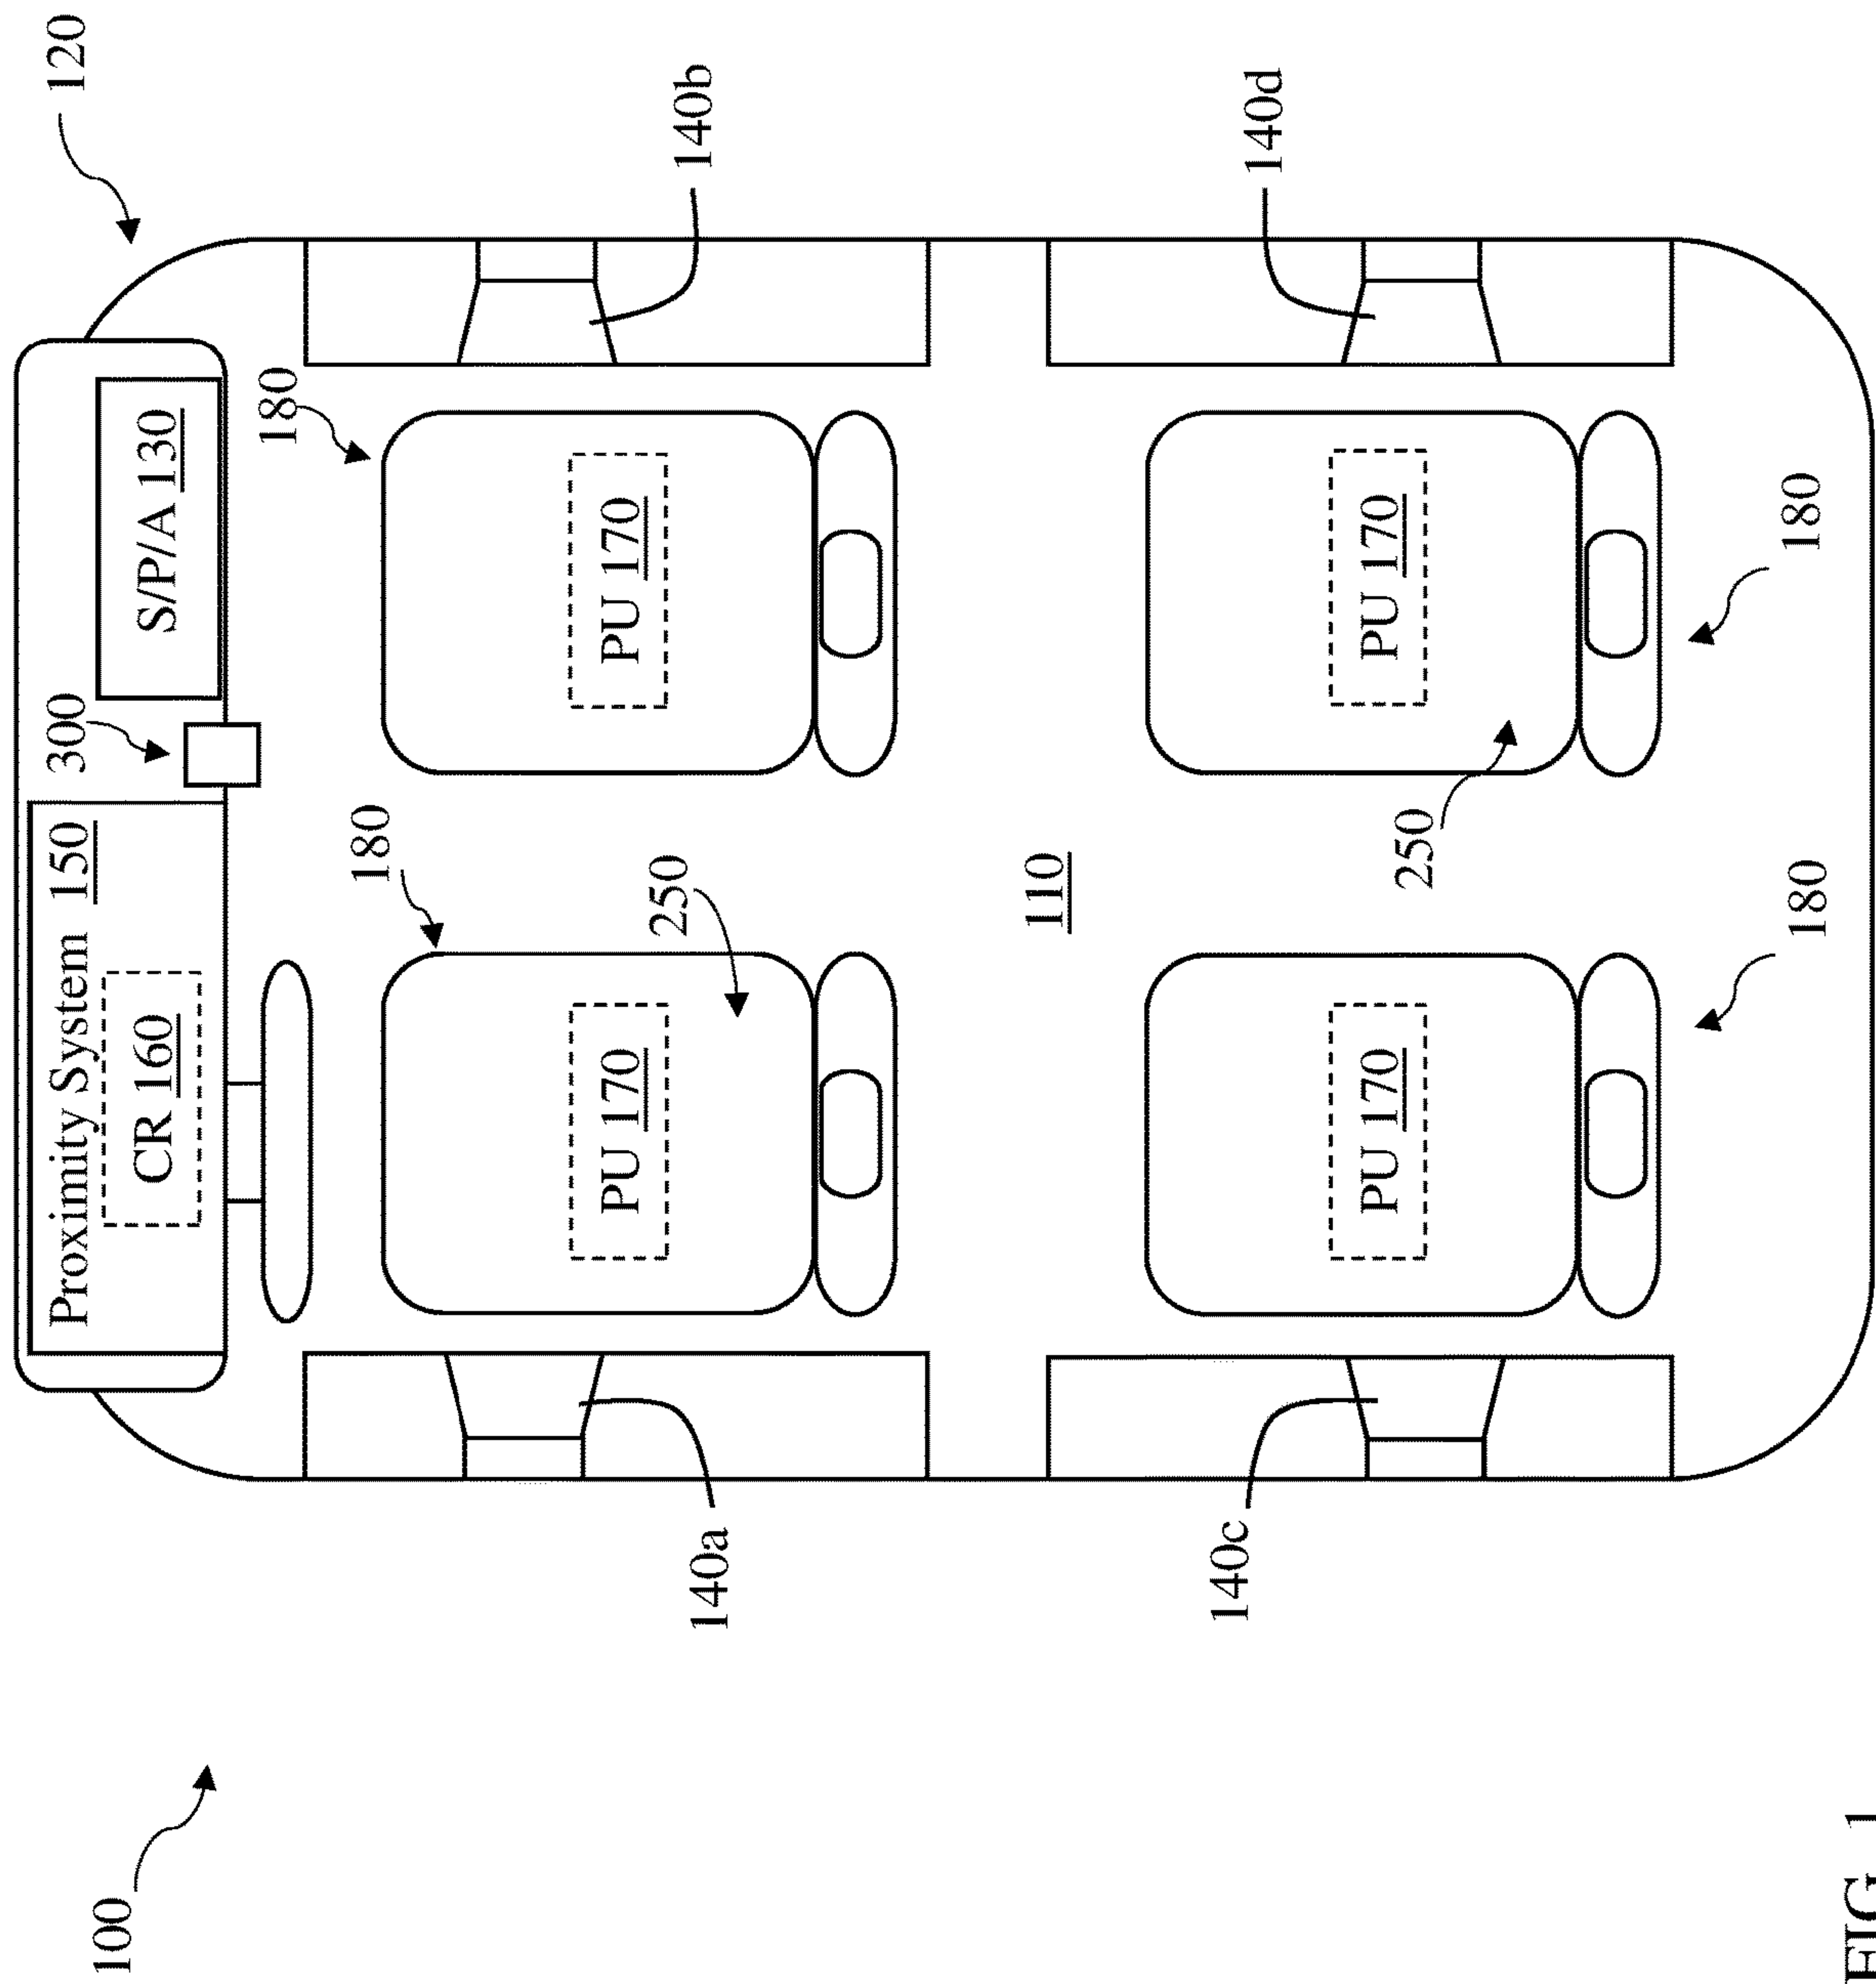 100
120
Proximity System 150
CR 160
300
S/P/A 130
180
180
140a
140b
PU 170
PU 170
250
110
140c
140d
PU 170
PU 170
250
180
180
FIG. 1